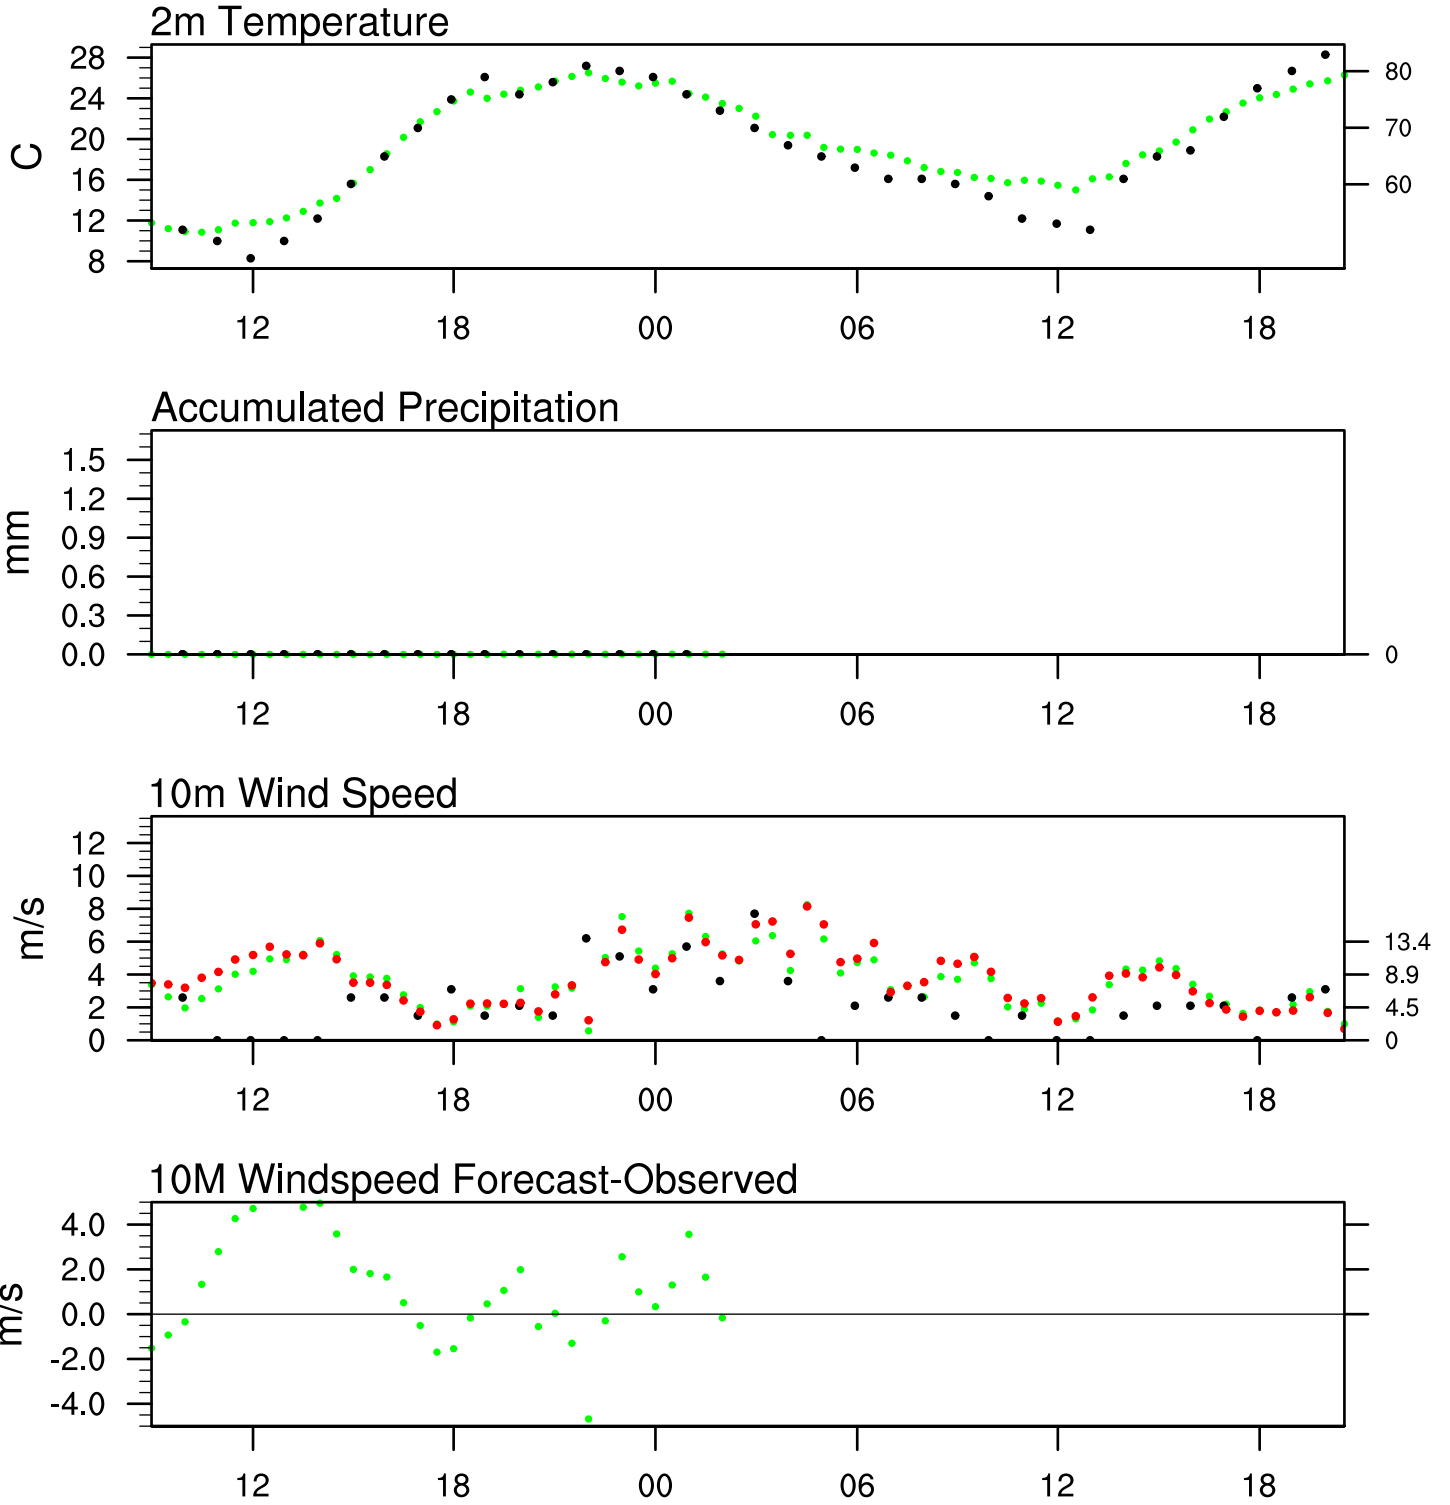 2m Temperature
28
24
20
16
12
8
C
80
70
60
12 18 00 06 12 18
Accumulated Precipitation
1.5
1.2
0.9
0.6
0.3
0.0
mm
0
12 18 00 06 12 18
10m Wind Speed
12
10
8
6
4
2
0
m/s
13.4
8.9
4.5
0
12 18 00 06 12 18
10M Windspeed Forecast-Observed
4.0
2.0
0.0
-2.0
-4.0
m/s
12 18 00 06 12 18